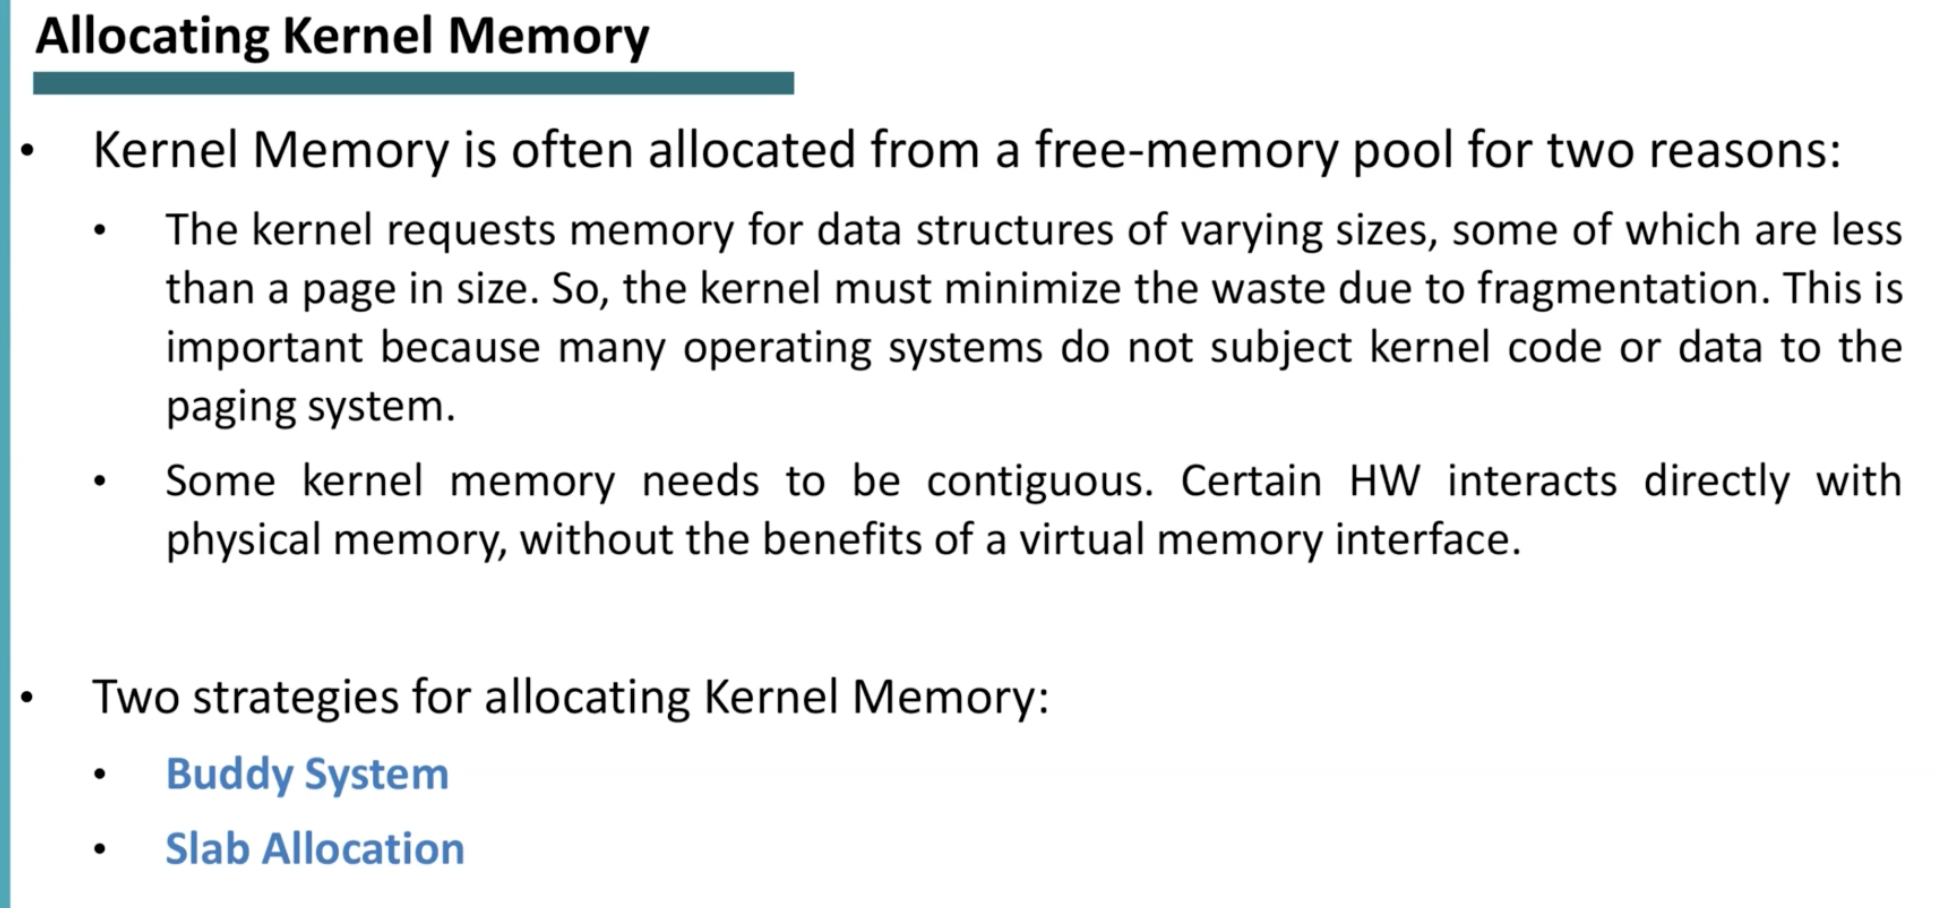 Allocating Kernel Memory
• Kernel Memory is often allocated from a free-memory pool for two reasons:
• The kernel requests memory for data structures of varying sizes, some of which are less
than a page in size. So, the kernel must minimize the waste due to fragmentation. This is
important because many operating systems do not subject kernel code or data to the
paging system.
• Some kernel memory needs to be contiguous. Certain HW interacts directly with
physical memory, without the benefits of a virtual memory interface.
• Two strategies for allocating Kernel Memory:
• Buddy System
• Slab Allocation